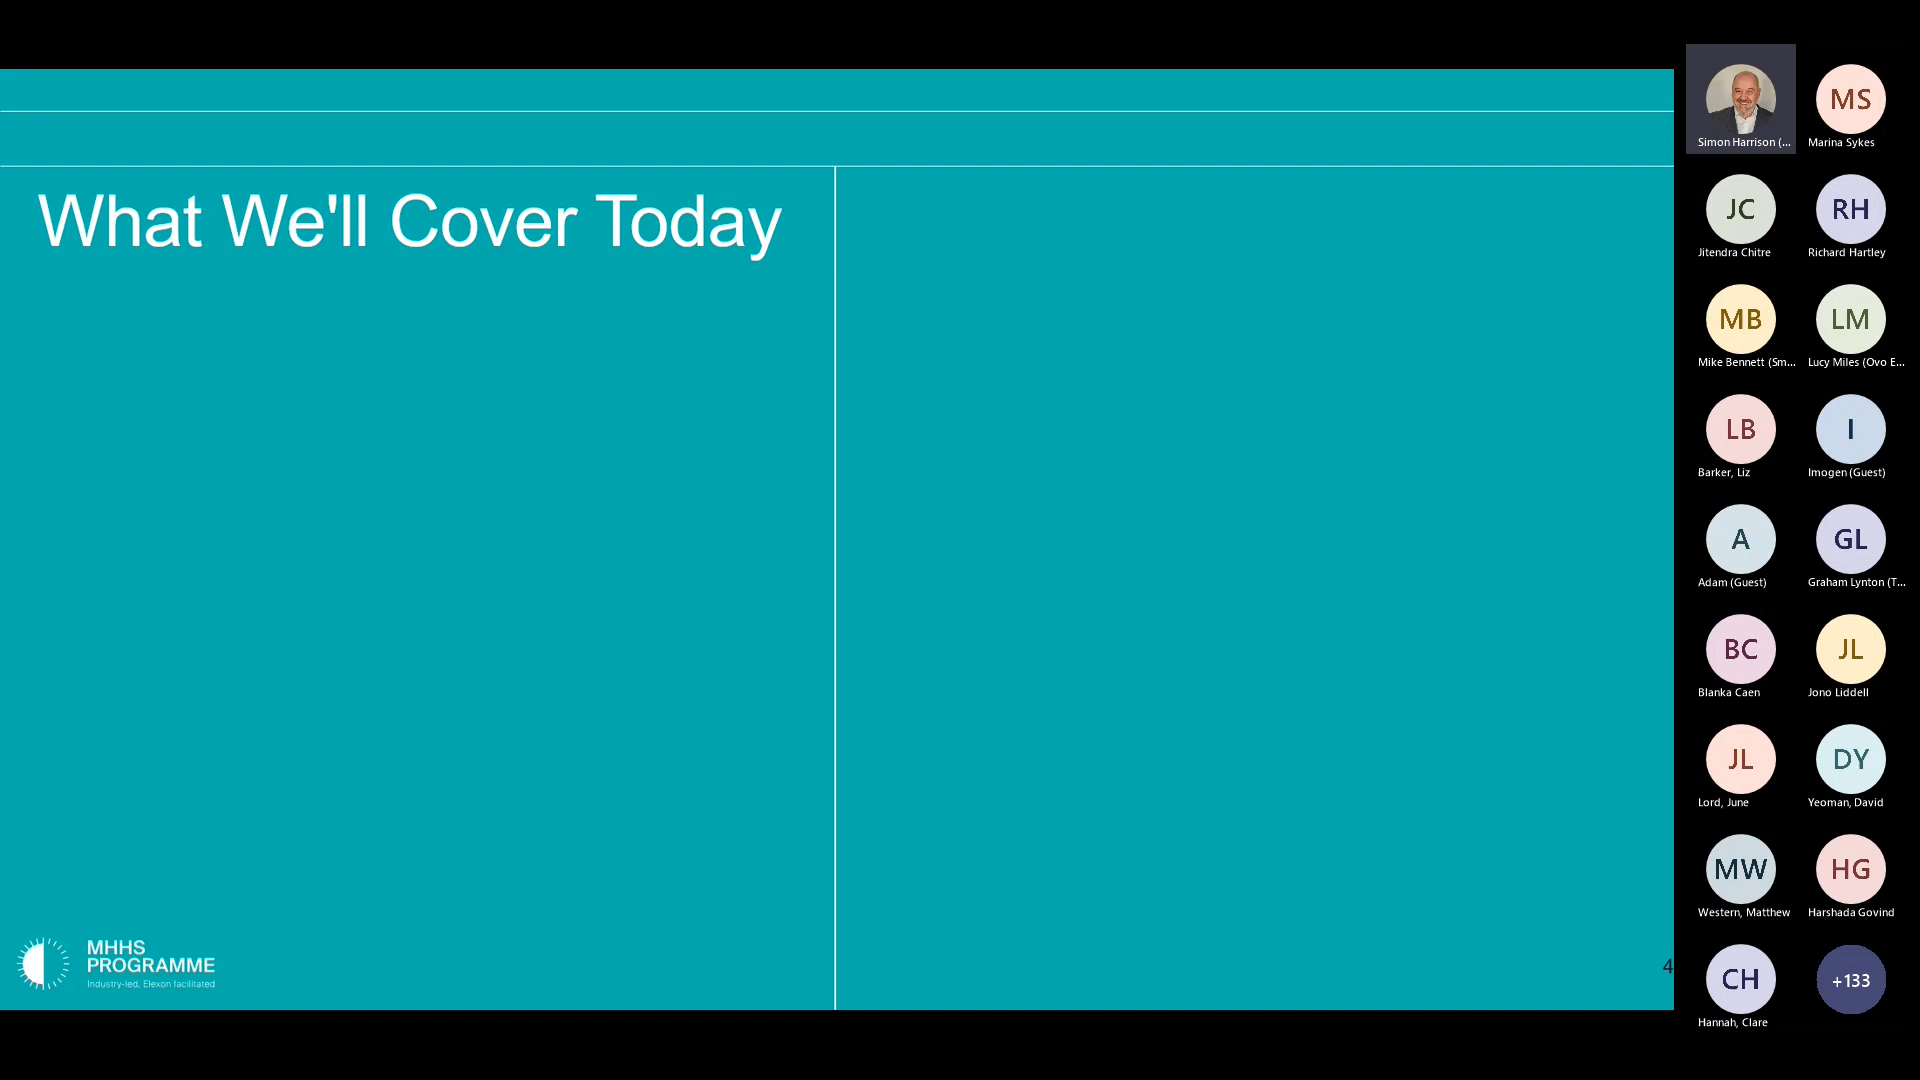 What We'll Cover Today
MHHS
PROGRAMME
Industry-led, Elexon facilitated
4
Simon Harrison (...
MS
Marina Sykes
JC
Jitendra Chitre
RH
Richard Hartley
MB
Mike Bennett (Sm...
LM
Lucy Miles (Ovo E...
LB
Barker, Liz
I
Imogen (Guest)
A
Adam (Guest)
GL
Graham Lynton (T...
BC
Blanka Caen
JL
Jono Liddell
JL
Lord, June
DY
Yeoman, David
MW
Western, Matthew
HG
Harshada Govind
CH
Hannah, Clare
+133